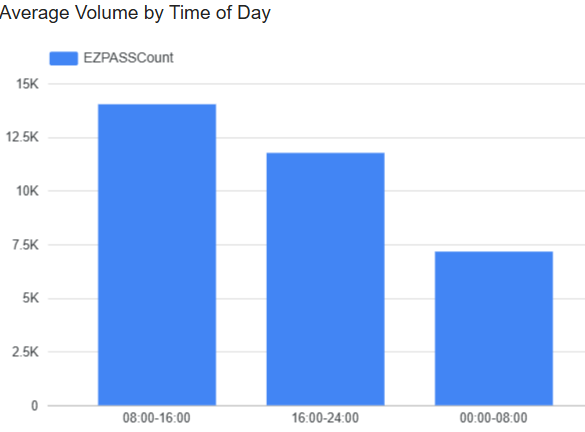 Average Volume by Time of Day
EZPASSCount
15K
12.5K
10K
7.5K
5K
2.5K
0
08:00-16:00 16:00-24:00 00:00-08:00